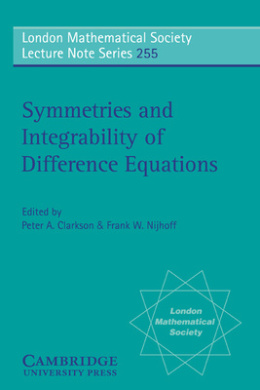 London Mathematical Society
Lecture Note Series 255
Symmetries and
Integrability of
Difference Equations
Edited by
Peter A. Clarkson & Frank W. Nijhoff
London
Mathematical
Society
CAMBRIDGE
UNIVERSITY PRESS